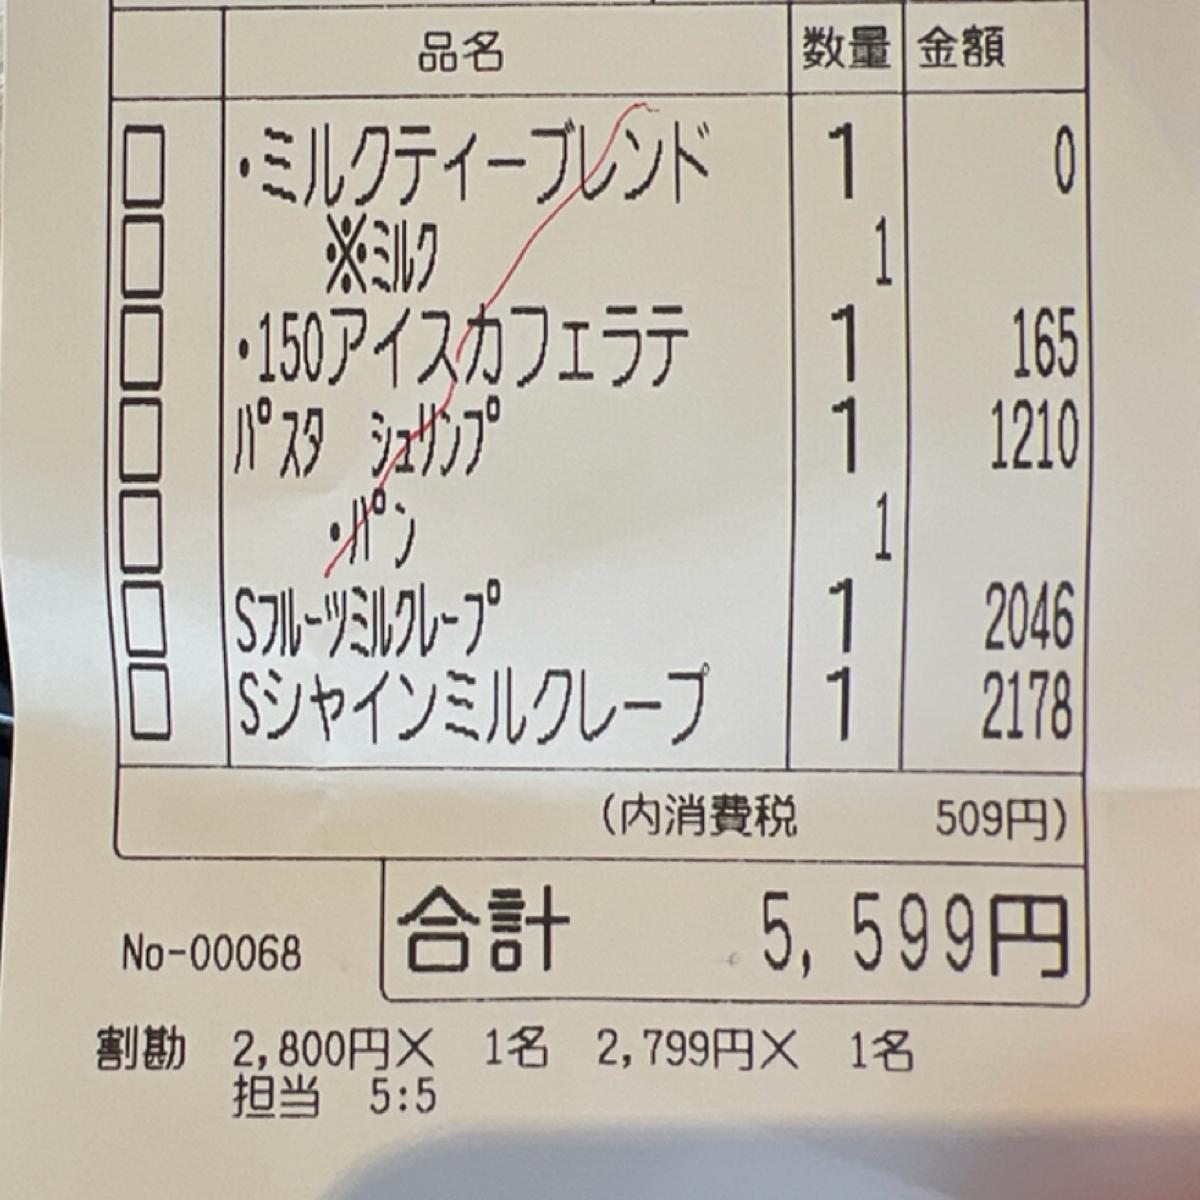 品名 数量 金額
・ミルクティーブレンド 1 0
※ミルク 1
・150アイスカフェラテ 1 165
パスタ シュリンプ 1 1210
・パン 1
Sフルーツミルクレープ 1 2046
Sシャインミルクレープ 1 2178
(内消費税 509円)
合計 5,599円
No-00068
割勘 2,800円× 1名 2,799円× 1名
担当 5:5